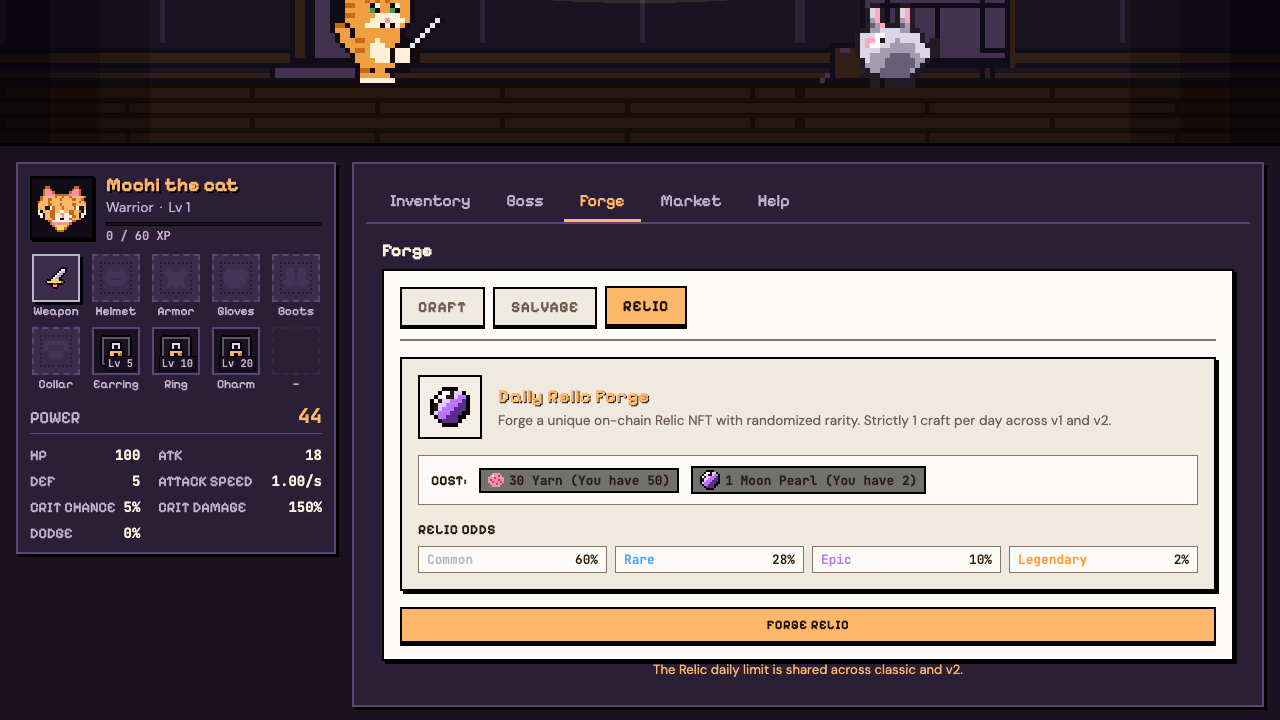 Mochi the cat
Warrior · Lv 1
0 / 60 XP
Weapon Helmet Armor Gloves Boots
Lv 5 Lv 10 Lv 20
Collar Earring Ring Charm –
POWER 44
HP 100 ATK 18
DEF 5 ATTACK SPEED 1.00/s
CRIT CHANCE 5% CRIT DAMAGE 150%
DODGE 0%
Inventory Boss Forge Market Help
Forge
CRAFT SALVAGE RELIC
Daily Relic Forge
Forge a unique on-chain Relic NFT with randomized rarity. Strictly 1 craft per day across v1 and v2.
COST: 30 Yarn (You have 50) 1 Moon Pearl (You have 2)
RELIC ODDS
Common 60% Rare 28% Epic 10% Legendary 2%
FORGE RELIC
The Relic daily limit is shared across classic and v2.